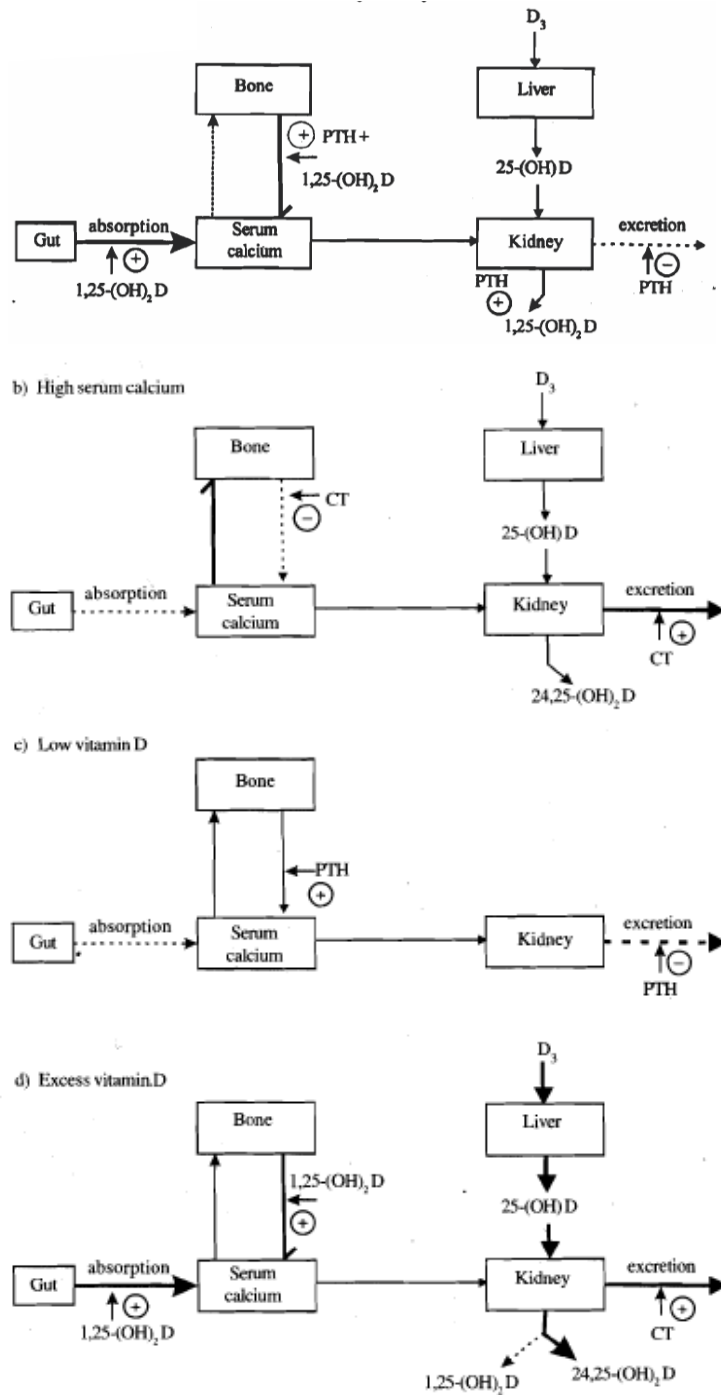 D₃
Bone
Liver
+ PTH +
1,25-(OH)₂ D
25-(OH) D
Gut
absorption
Serum calcium
Kidney
excretion
+
1,25-(OH)₂ D
PTH
+
1,25-(OH)₂ D
−
PTH
b) High serum calcium
D₃
Bone
Liver
CT
−
25-(OH) D
Gut
absorption
Serum calcium
Kidney
excretion
+
CT
24,25-(OH)₂ D
c) Low vitamin D
Bone
PTH
+
Gut
absorption
Serum calcium
Kidney
excretion
−
PTH
d) Excess vitamin.D
D₃
Bone
Liver
1,25-(OH)₂ D
+
25-(OH) D
Gut
absorption
Serum calcium
Kidney
excretion
+
1,25-(OH)₂ D
+
CT
1,25-(OH)₂ D
24,25-(OH)₂ D